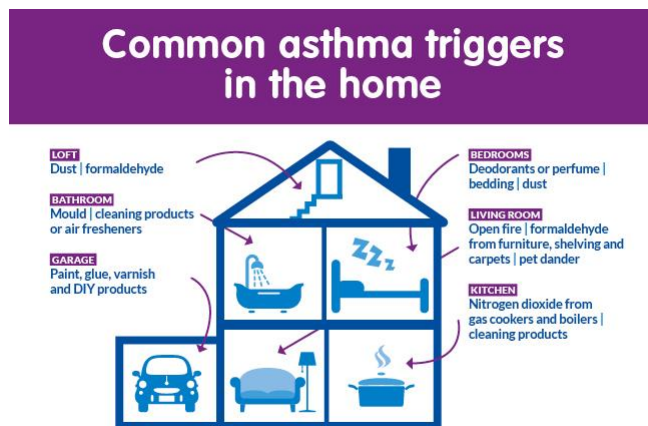 Common asthma triggers
in the home
LOFT
Dust | formaldehyde
BATHROOM
Mould | cleaning products
or air fresheners
GARAGE
Paint, glue, varnish
and DIY products
BEDROOMS
Deodorants or perfume |
bedding | dust
LIVING ROOM
Open fire | formaldehyde
from furniture, shelving and
carpets | pet dander
KITCHEN
Nitrogen dioxide from
gas cookers and boilers |
cleaning products
ZZZZ